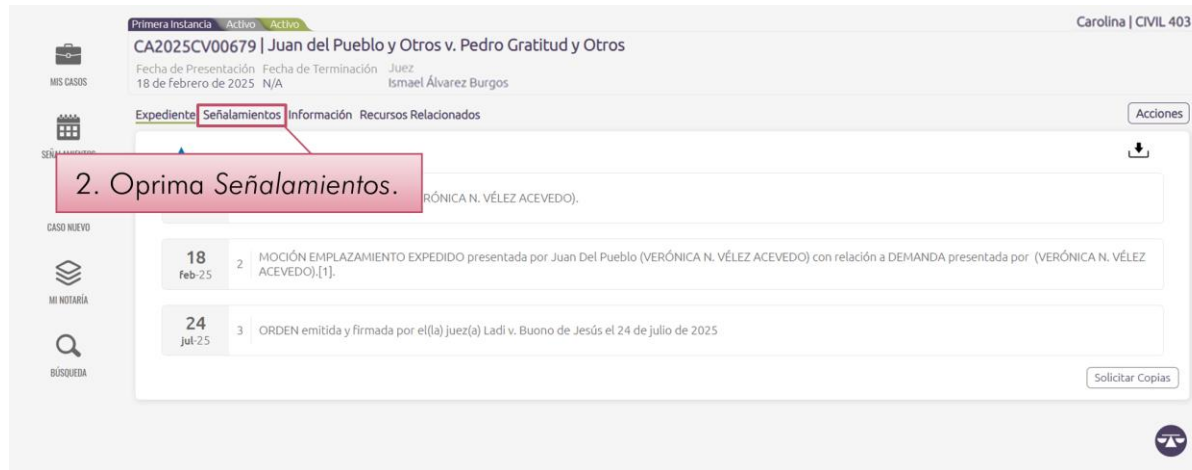 Primera Instancia Activo Activo
Carolina | CIVIL 403
CA2025CV00679 | Juan del Pueblo y Otros v. Pedro Gratitud y Otros
Fecha de Presentación Fecha de Terminación Juez
18 de febrero de 2025 N/A Ismael Álvarez Burgos
MIS CASOS
Expediente Señalamientos Información Recursos Relacionados
Acciones
SEÑALAMIENTOS
2. Oprima Señalamientos.
N. VÉLEZ ACEVEDO).
CASO NUEVO
18 feb-25 2 MOCIÓN EMPLAZAMIENTO EXPEDIDO presentada por Juan Del Pueblo (VERÓNICA N. VÉLEZ ACEVEDO) con relación a DEMANDA presentada por (VERÓNICA N. VÉLEZ
ACEVEDO).[1].
MI NOTARÍA
24 jul-25 3 ORDEN emitida y firmada por el(la) juez(a) Ladi v. Buono de Jesús el 24 de julio de 2025
BÚSQUEDA
Solicitar Copias